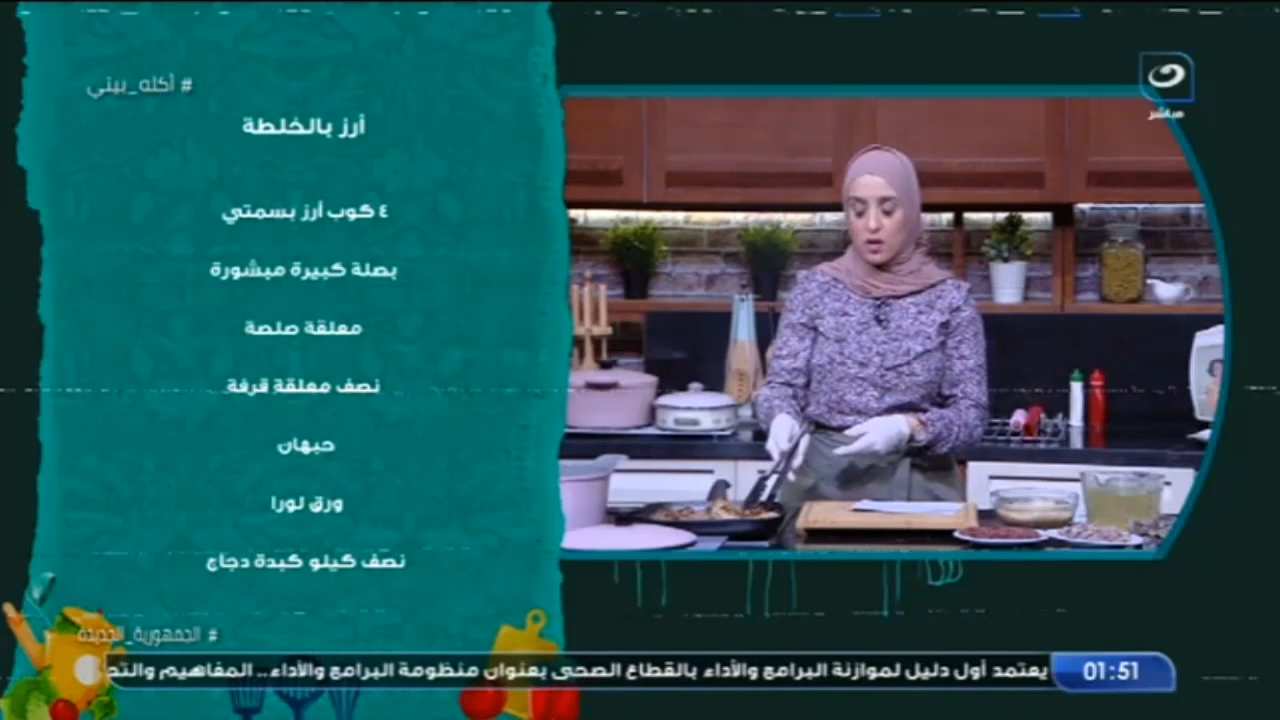 # أكله_بيتي
أرز بالخلطة
٤ كوب أرز بسمتي
بصلة كبيرة مبشورة
معلقة صلصة
نصف معلقة قرفة
حبهان
ورق لورا
نصف كيلو كبدة دجاج
مباشر
# الجمهورية_الجديدة
يعتمد أول دليل لموازنة البرامج والأداء بالقطاع الصحى بعنوان منظومة البرامج والأداء.. المفاهيم
01:51